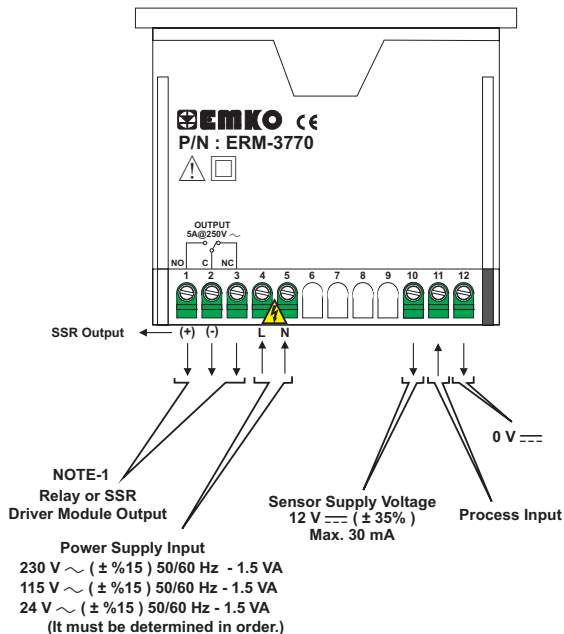 EMKO CE
P/N : ERM-3770
OUTPUT
5A@250V ~
NO C NC
1 2 3 4 5 6 7 8 9 10 11 12
SSR Output (+) (-) L N
0 V ⎓
NOTE-1
Relay or SSR
Driver Module Output
Sensor Supply Voltage
12 V ⎓ ( ± 35% )
Max. 30 mA
Process Input
Power Supply Input
230 V ~ ( ± %15 ) 50/60 Hz - 1.5 VA
115 V ~ ( ± %15 ) 50/60 Hz - 1.5 VA
24 V ~ ( ± %15 ) 50/60 Hz - 1.5 VA
(It must be determined in order.)